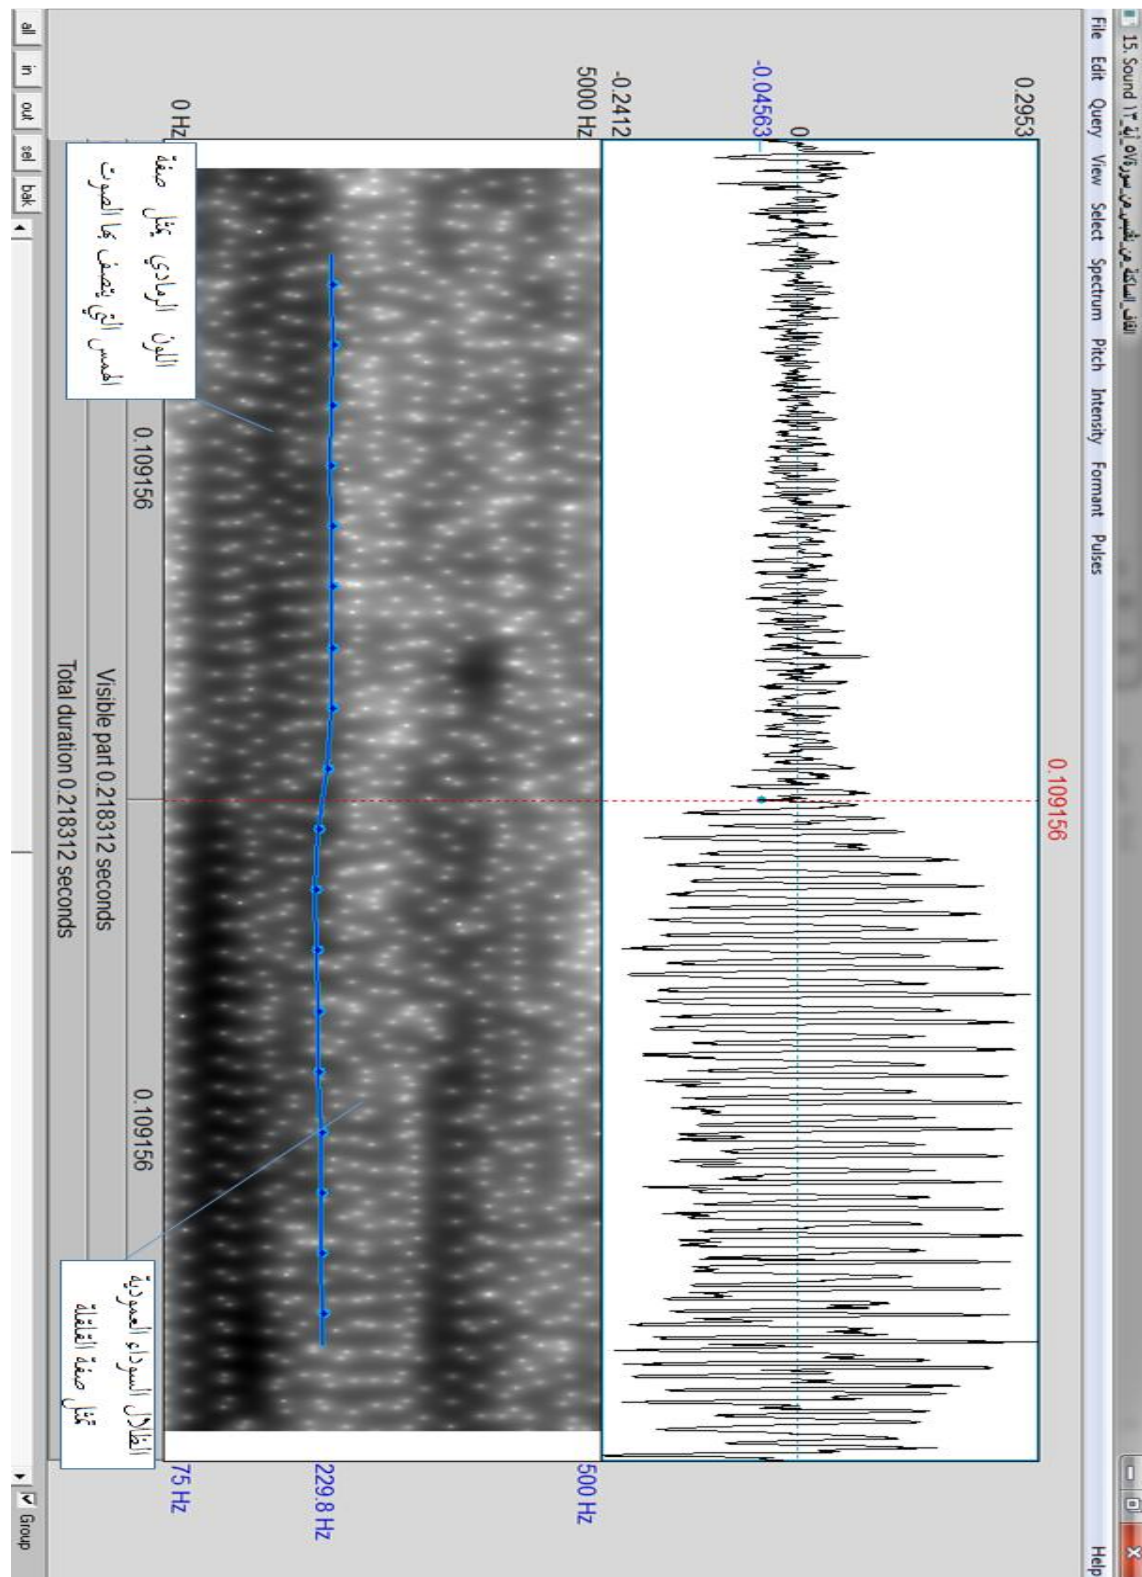 15. Sound القاف_الساكنة_من_نقتبس_من_سورة٥٧_آية_١٣
File Edit Query View Select Spectrum Pitch Intensity Formant Pulses Help
0.109156
0.2953
0
-0.04563
-0.2412
5000 Hz
500 Hz
229.8 Hz
0 Hz
75 Hz
اللون الرمادي يمثل صفة
الهمس التي يتصف بها الصوت
الظلال السوداء العمودية
تمثل صفة القلقلة
0.109156
0.109156
Visible part 0.218312 seconds
Total duration 0.218312 seconds
all in out sel bak
Group